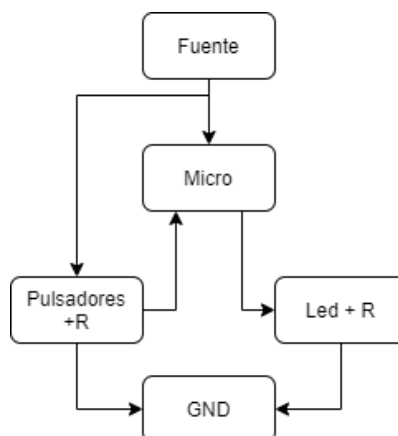 Fuente
Micro
Pulsadores
+R
Led + R
GND